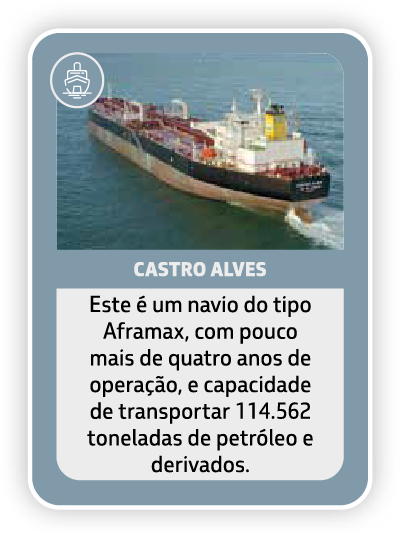 CASTRO ALVES
Este é um navio do tipo
Aframax, com pouco
mais de quatro anos de
operação, e capacidade
de transportar 114.562
toneladas de petróleo e
derivados.